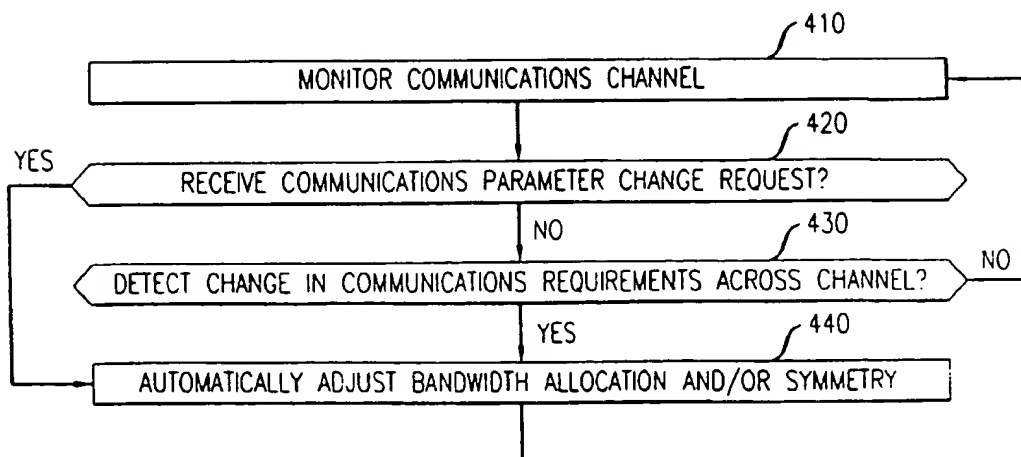 410
MONITOR COMMUNICATIONS CHANNEL
420
YES
RECEIVE COMMUNICATIONS PARAMETER CHANGE REQUEST?
NO
430
DETECT CHANGE IN COMMUNICATIONS REQUIREMENTS ACROSS CHANNEL?
NO
YES
440
AUTOMATICALLY ADJUST BANDWIDTH ALLOCATION AND/OR SYMMETRY